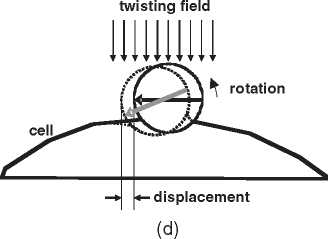 twisting field
rotation
cell
displacement
(d)